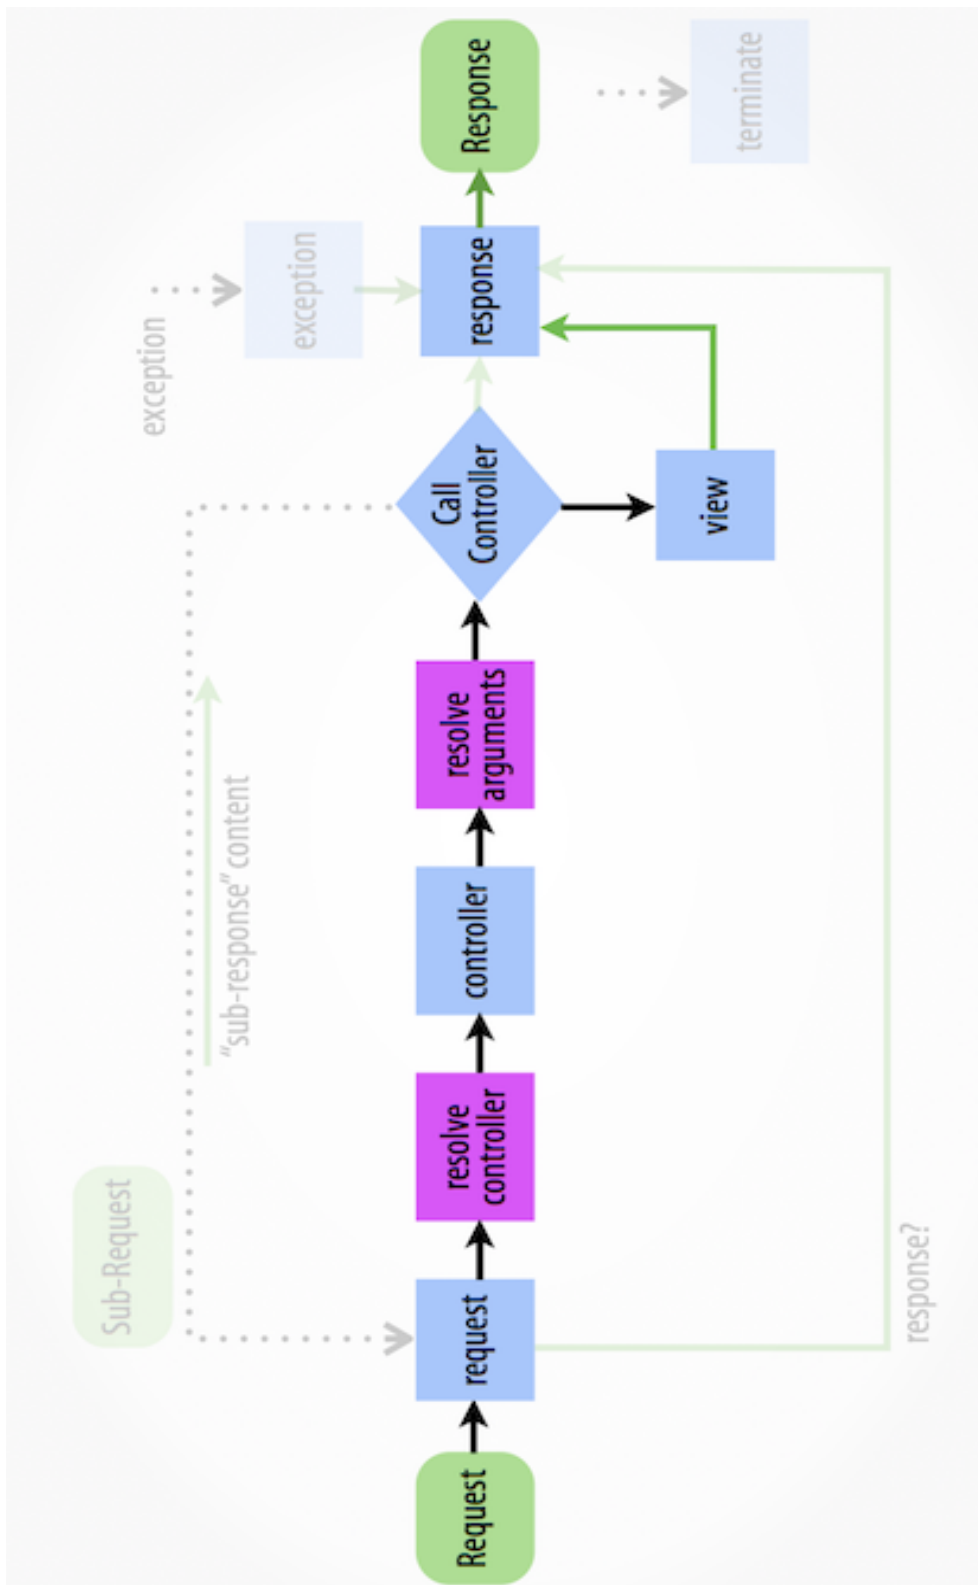 Request
request
resolve
controller
controller
resolve
arguments
Call
Controller
response
Response
view
exception
exception
terminate
Sub-Request
“sub-response” content
response?